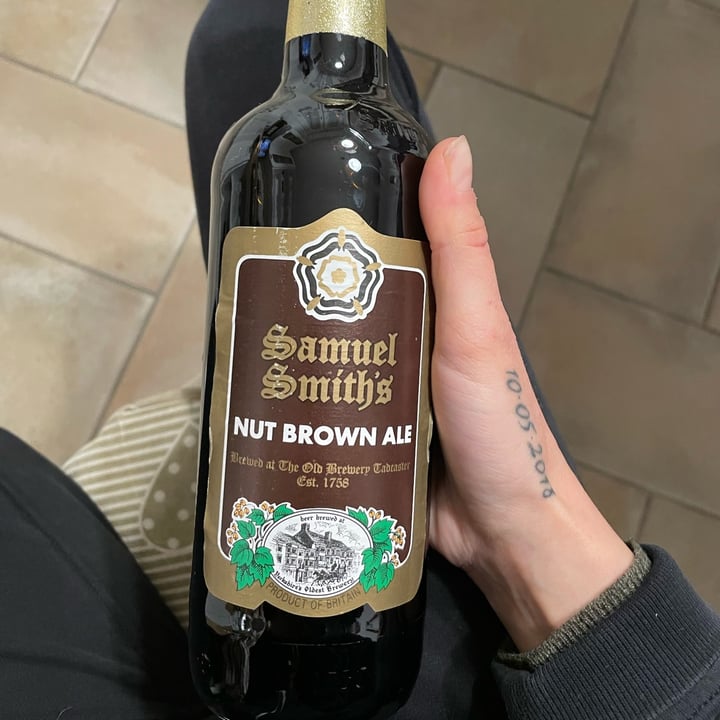 Samuel
Smith's
NUT BROWN ALE
Brewed at The Old Brewery Tadcaster
Est. 1758
beer brewed at
Yorkshire's Oldest Brewery
PRODUCT OF BRITAIN
10·05·2016